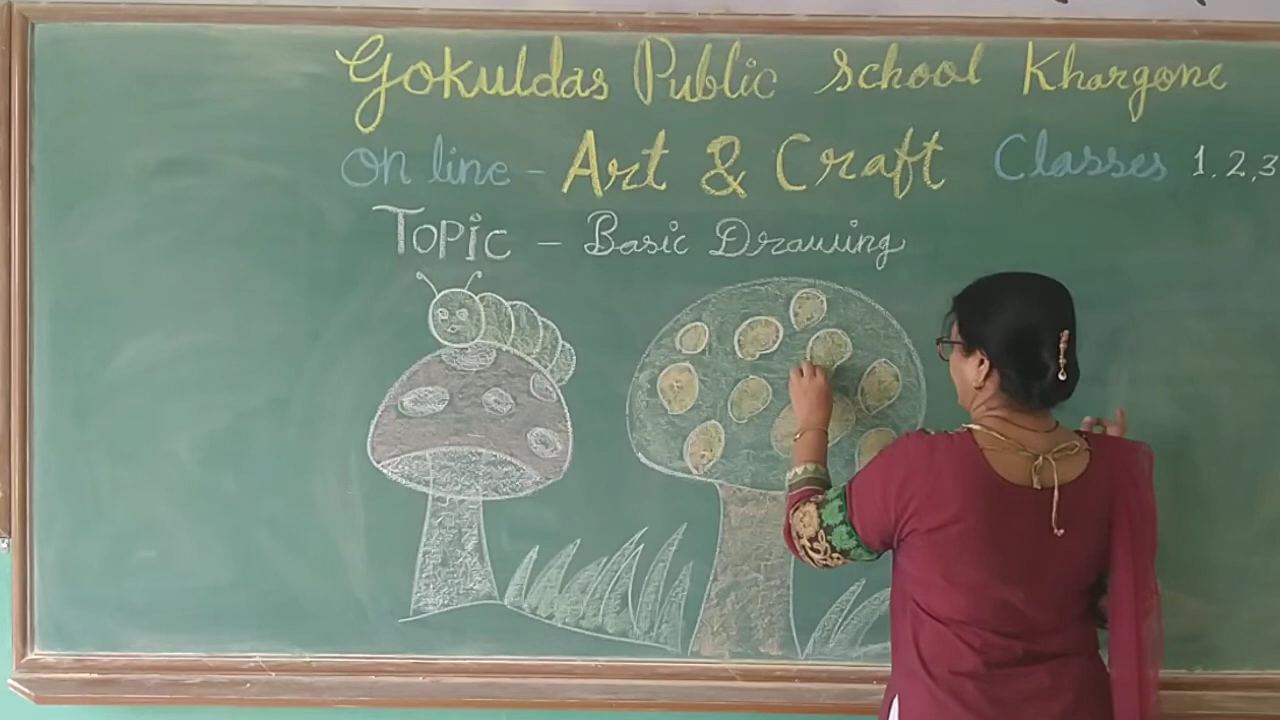 Gokuldas Public School Khargone
On line - Art & Craft Classes 1,2,3
Topic - Basic Drawing